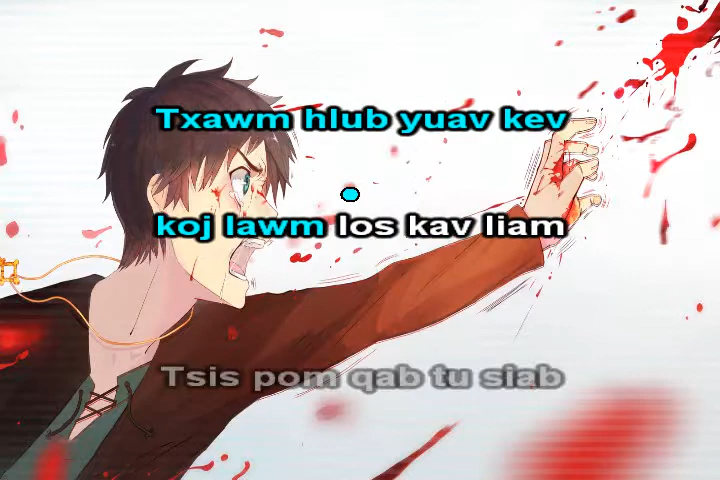 Txawm hlub yuav kev
koj lawm los kav liam
Tsis pom qab tu siab